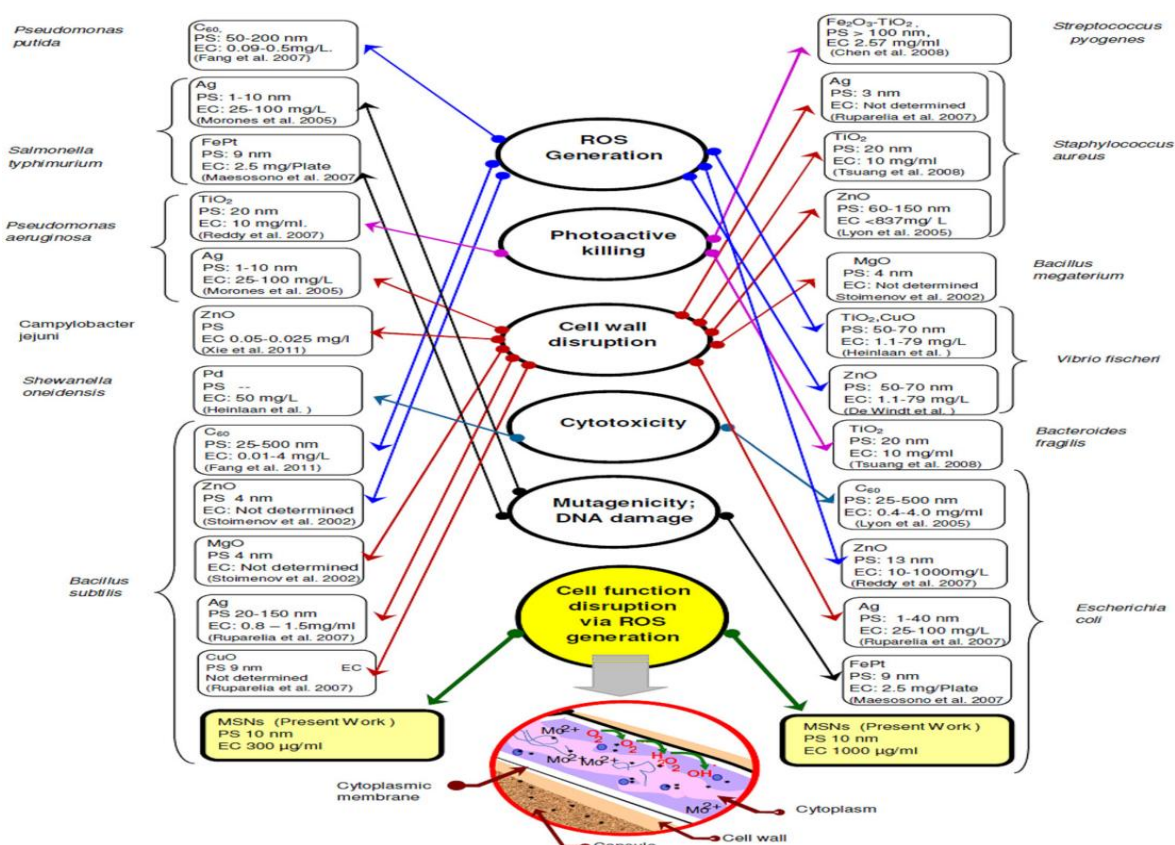 Pseudomonas
putida
C60,
PS: 50-200 nm
EC: 0.09-0.5mg/L.
(Fang et al. 2007)
Salmonella
typhimurium
Ag
PS: 1-10 nm
EC: 25-100 mg/L
(Morones et al. 2005)
FePt
PS: 9 nm
EC: 2.5 mg/Plate
(Maesosono et al. 2007
Pseudomonas
aeruginosa
TiO2
PS: 20 nm
EC: 10 mg/ml.
(Reddy et al. 2007)
Ag
PS: 1-10 nm
EC: 25-100 mg/L
(Morones et al. 2005)
Campylobacter
jejuni
ZnO
PS
EC 0.05-0.025 mg/l
(Xie et al. 2011)
Shewanella
oneidensis
Pd
PS --
EC: 50 mg/L
(Heinlaan et al. )
Bacillus
subtilis
C60
PS: 25-500 nm
EC: 0.01-4 mg/L
(Fang et al. 2011)
ZnO
PS 4 nm
EC: Not determined
(Stoimenov et al. 2002)
MgO
PS 4 nm
EC: Not determined
(Stoimenov et al. 2002)
Ag
PS 20-150 nm
EC: 0.8 – 1.5mg/ml
(Ruparelia et al. 2007)
CuO
PS 9 nm EC
Not determined
(Ruparelia et al. 2007)
MSNs (Present Work )
PS 10 nm
EC 300 µg/ml
ROS
Generation
Photoactive
killing
Cell wall
disruption
Cytotoxicity
Mutagenicity;
DNA damage
Cell function
disruption
via ROS
generation
Fe2O3-TiO2 ,
PS > 100 nm,
EC 2.57 mg/ml
(Chen et al. 2008)
Streptococcus
pyogenes
Ag
PS: 3 nm
EC: Not determined
(Ruparelia et al. 2007)
TiO2
PS: 20 nm
EC: 10 mg/ml
(Tsuang et al. 2008)
ZnO
PS: 60-150 nm
EC <837mg/ L
(Lyon et al. 2005)
Staphylococcus
aureus
MgO
PS: 4 nm
EC: Not determined
Stoimenov et al. 2002)
Bacillus
megaterium
TiO2,CuO
PS: 50-70 nm
EC: 1.1-79 mg/L
(Heinlaan et al. )
ZnO
PS: 50-70 nm
EC: 1.1-79 mg/L
(De Windt et al. )
Vibrio fischeri
TiO2
PS: 20 nm
EC: 10 mg/ml
(Tsuang et al. 2008)
Bacteroides
fragilis
C60
PS: 25-500nm
EC: 0.4-4.0 mg/ml
(Lyon et al. 2005)
ZnO
PS: 13 nm
EC: 10-1000mg/L
(Reddy et al. 2007)
Ag
PS: 1-40 nm
EC: 25-100 mg/L
(Ruparelia et al. 2007)
FePt
PS: 9 nm
EC: 2.5 mg/Plate
(Maesosono et al. 2007
Escherichia
coli
MSNs (Present Work )
PS 10 nm
EC 1000 µg/ml
Mo2+
O2
O2
H2O2
OH
Mo2+
Mo2+
Mo2+
Cytoplasmic
membrane
Cytoplasm
Cell wall
Capsule